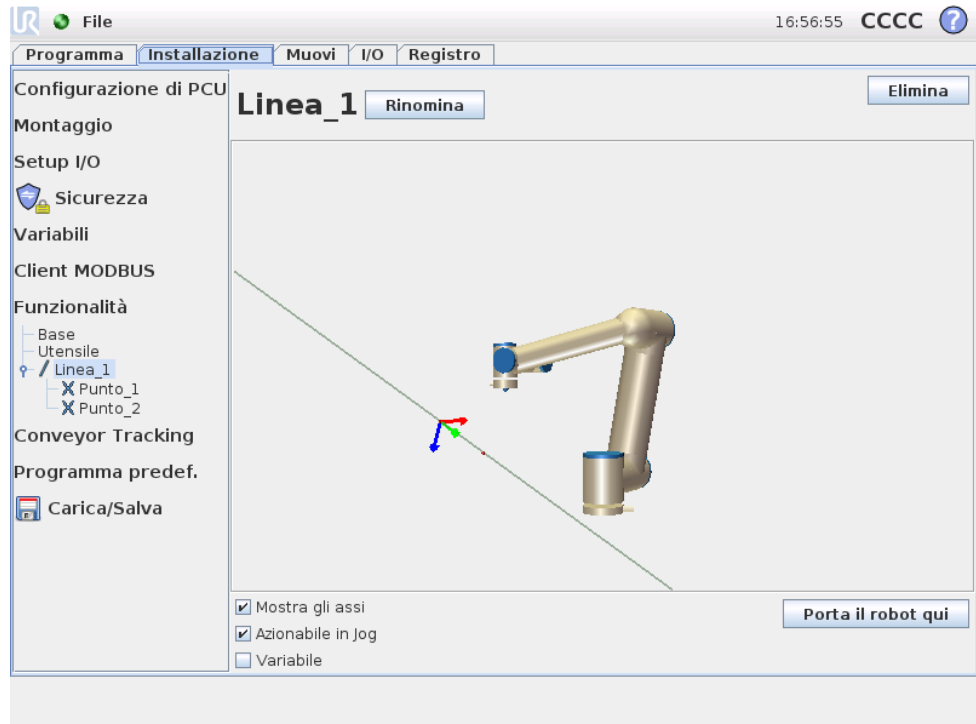 UR File 16:56:55 CCCC ?
Programma Installazione Muovi I/O Registro
Configurazione di PCU
Montaggio
Setup I/O
Sicurezza
Variabili
Client MODBUS
Funzionalità
Base
Utensile
Linea_1
Punto_1
Punto_2
Conveyor Tracking
Programma predef.
Carica/Salva
Linea_1 Rinomina Elimina
Mostra gli assi
Azionabile in Jog
Variabile
Porta il robot qui